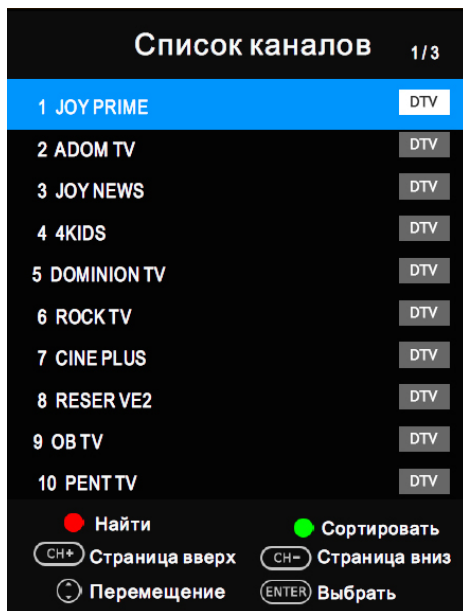 Список каналов 1/3
1 JOY PRIME DTV
2 ADOM TV DTV
3 JOY NEWS DTV
4 4KIDS DTV
5 DOMINION TV DTV
6 ROCK TV DTV
7 CINE PLUS DTV
8 RESER VE2 DTV
9 OB TV DTV
10 PENT TV DTV
Найти Сортировать
CH+ Страница вверх CH- Страница вниз
Перемещение ENTER Выбрать